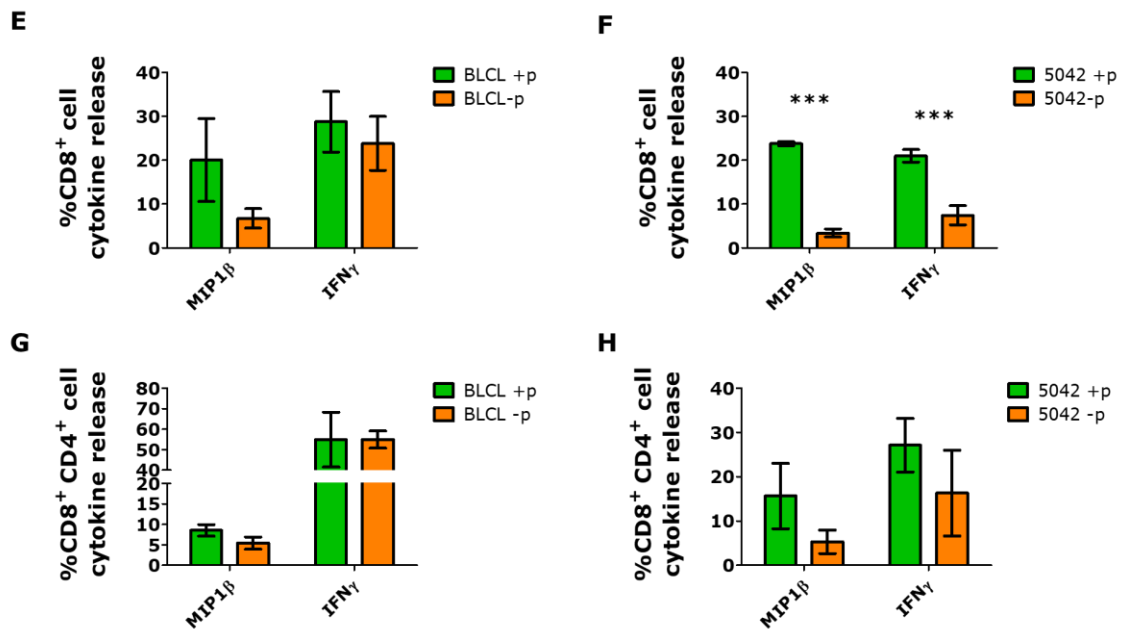 E
%CD8+ cell
cytokine release
40
30
20
10
0
MIP1β
IFNγ
BLCL +p
BLCL-p
F
%CD8+ cell
cytokine release
40
30
20
10
0
***
***
MIP1β
IFNγ
5042 +p
5042-p
G
%CD8+ CD4+ cell
cytokine release
80
70
60
50
40
20
15
10
5
0
MIP1β
IFNγ
BLCL +p
BLCL -p
H
%CD8+ CD4+ cell
cytokine release
40
30
20
10
0
MIP1β
IFNγ
5042 +p
5042 -p